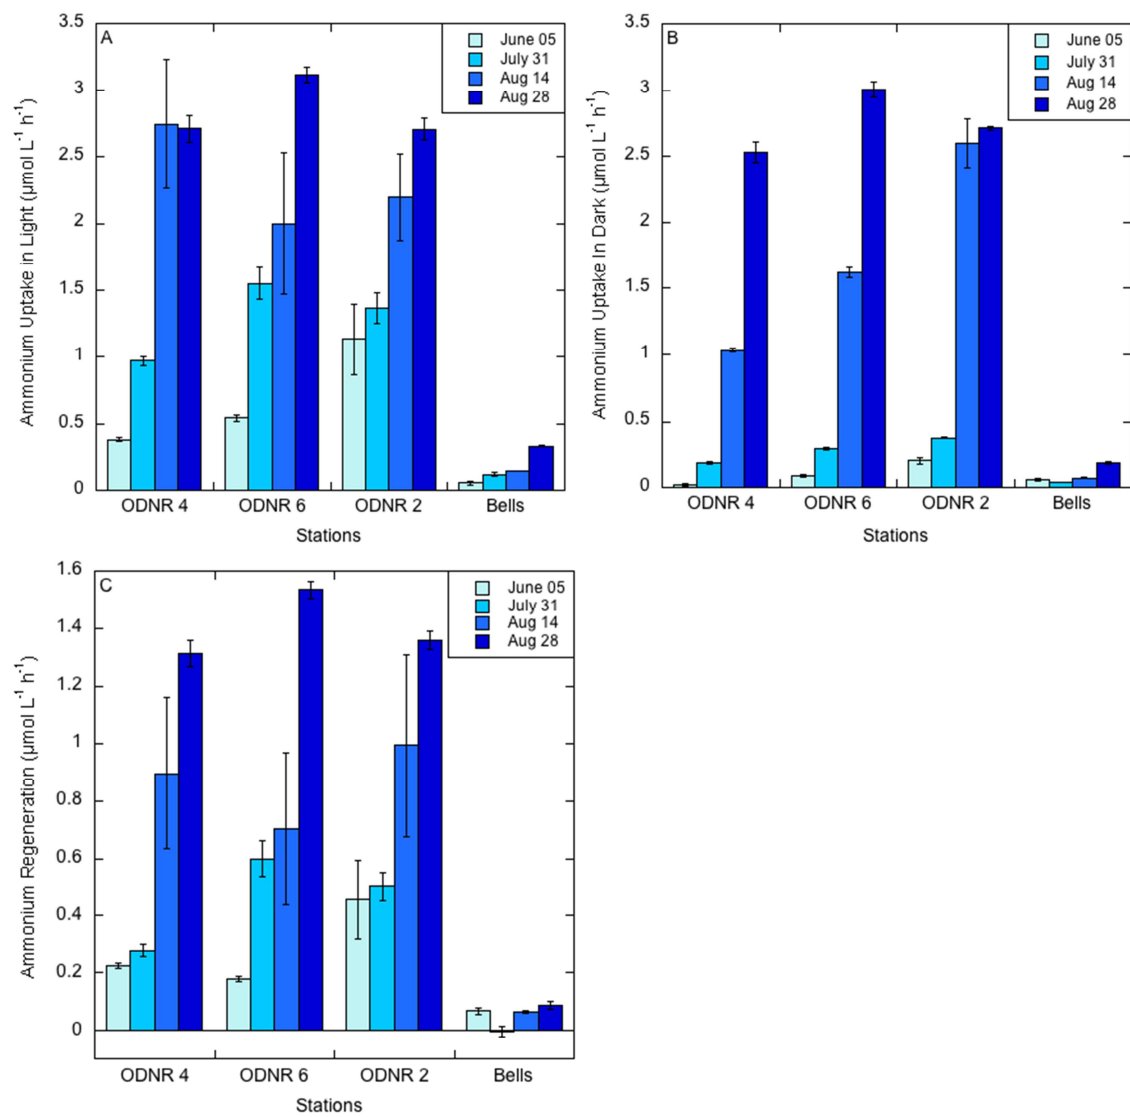 A
June 05
July 31
Aug 14
Aug 28
Ammonium Uptake in Light (µmol L⁻¹ h⁻¹)
3.5
3
2.5
2
1.5
1
0.5
0
ODNR 4 ODNR 6 ODNR 2 Bells
Stations
B
June 05
July 31
Aug 14
Aug 28
Ammonium Uptake In Dark (µmol L⁻¹ h⁻¹)
3.5
3
2.5
2
1.5
1
0.5
0
ODNR 4 ODNR 6 ODNR 2 Bells
Stations
C
June 05
July 31
Aug 14
Aug 28
Ammonium Regeneration (µmol L⁻¹ h⁻¹)
1.6
1.4
1.2
1
0.8
0.6
0.4
0.2
0
ODNR 4 ODNR 6 ODNR 2 Bells
Stations